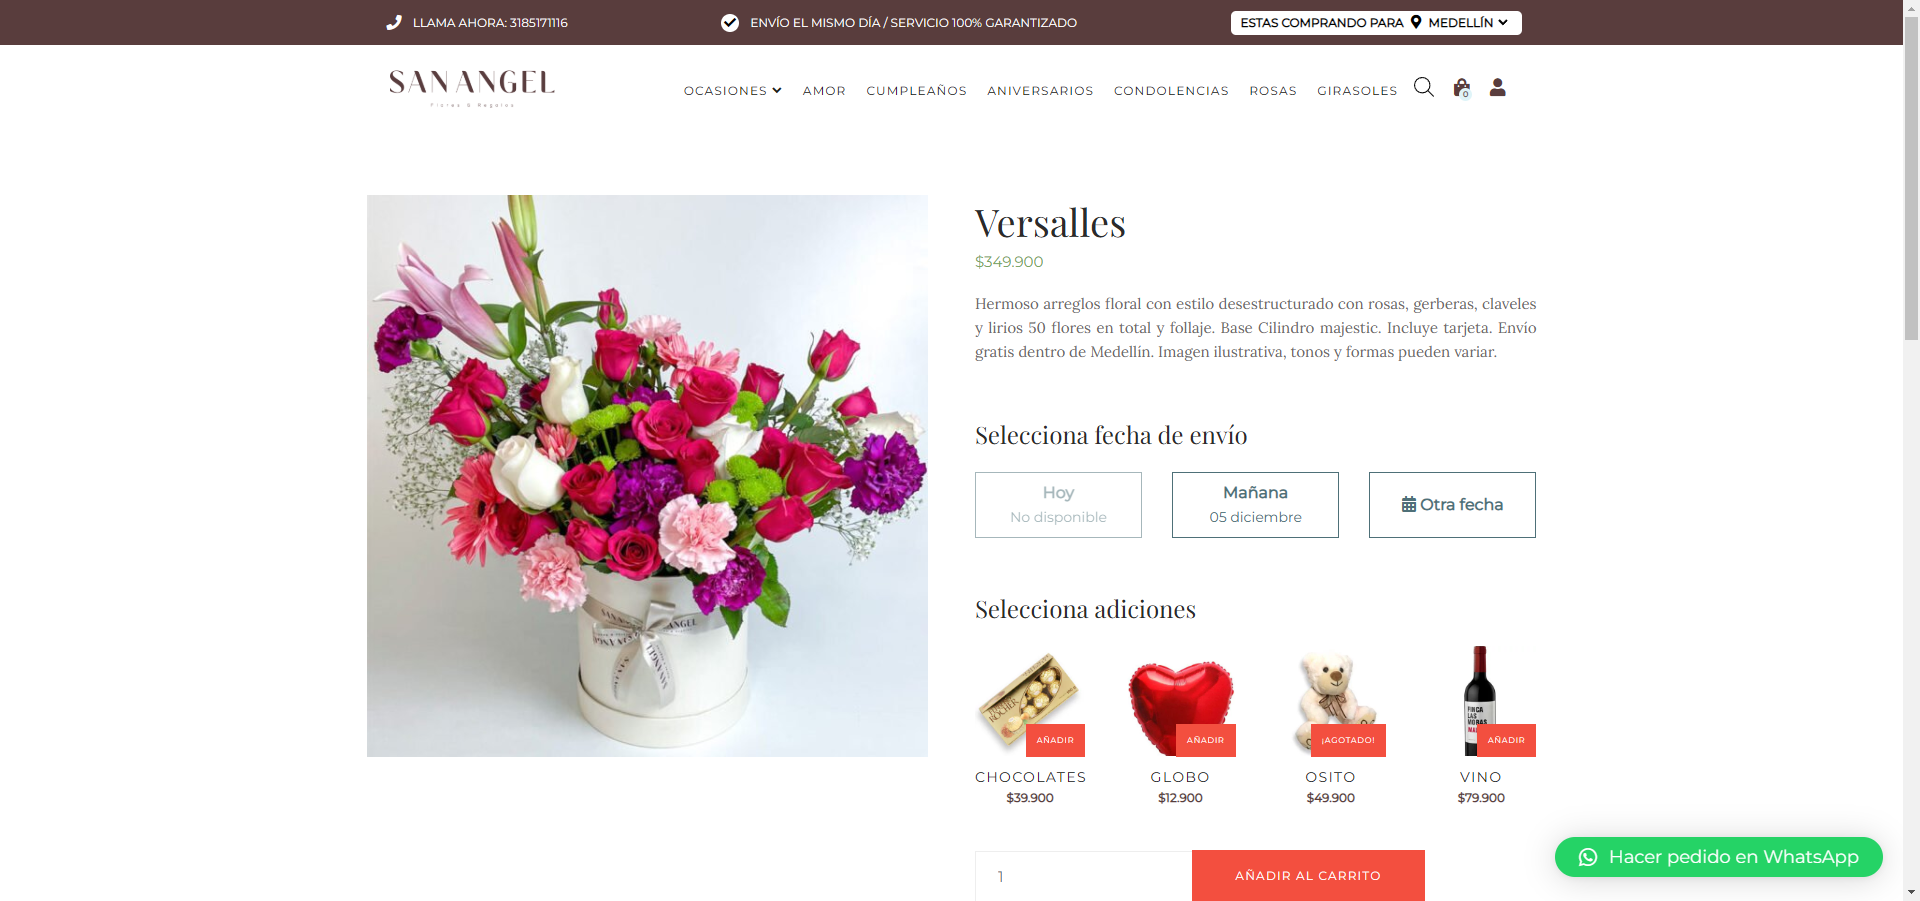 LLAMA AHORA: 3185171116
ENVÍO EL MISMO DÍA / SERVICIO 100% GARANTIZADO
ESTAS COMPRANDO PARA MEDELLÍN
SAN ANGEL
Flores & Regalos
OCASIONES AMOR CUMPLEAÑOS ANIVERSARIOS CONDOLENCIAS ROSAS GIRASOLES
0
Versalles
$349.900
Hermoso arreglos floral con estilo desestructurado con rosas, gerberas, claveles
y lirios 50 flores en total y follaje. Base Cilindro majestic. Incluye tarjeta. Envío
gratis dentro de Medellín. Imagen ilustrativa, tonos y formas pueden variar.
Selecciona fecha de envío
Hoy
No disponible
Mañana
05 diciembre
Otra fecha
Selecciona adiciones
FINCA
LAS
MORAS
AÑADIR
AÑADIR
¡AGOTADO!
AÑADIR
CHOCOLATES
$39.900
GLOBO
$12.900
OSITO
$49.900
VINO
$79.900
1
AÑADIR AL CARRITO
Hacer pedido en WhatsApp